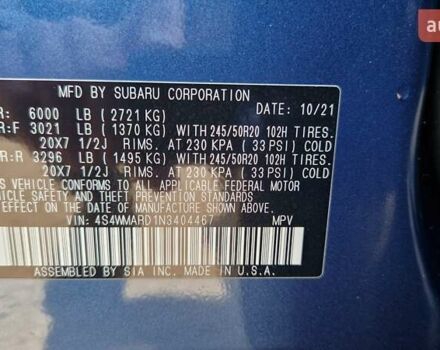 MFD BY SUBARU CORPORATION
DATE: 10/21
R: 6000 LB ( 2721 KG)
R:F 3021 LB ( 1370 KG) WITH 245/50R20 102H TIRES.
20X7 1/2J RIMS. AT 230 KPA ( 33 PSI) COLD
R:R 3296 LB ( 1495 KG) WITH 245/50R20 102H TIRES.
20X7 1/2J RIMS. AT 230 KPA ( 33 PSI) COLD
S VEHICLE CONFORMS TO ALL APPLICABLE FEDERAL MOTOR
VEHICLE SAFETY AND THEFT PREVENTION STANDARDS IN
EFFECT ON THE DATE OF MANUFACTURE SHOWN ABOVE.
VIN: 4S4WMARD1N3404467 MPV
ASSEMBLED BY SIA INC. IN U.S.A.